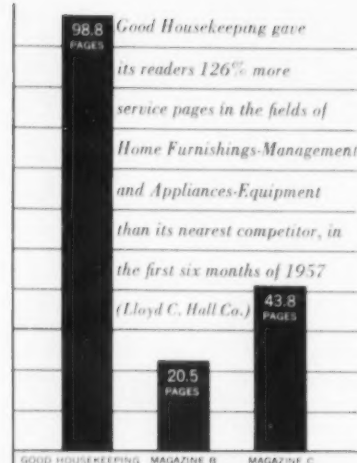 98.8
PAGES
Good Housekeeping gave
its readers 126% more
service pages in the fields of
Home Furnishings-Management
and Appliances-Equipment
than its nearest competitor, in
the first six months of 1957
(Lloyd C. Hall Co.)
43.8
PAGES
20.5
PAGES
GOOD HOUSEKEEPING MAGAZINE B MAGAZINE C